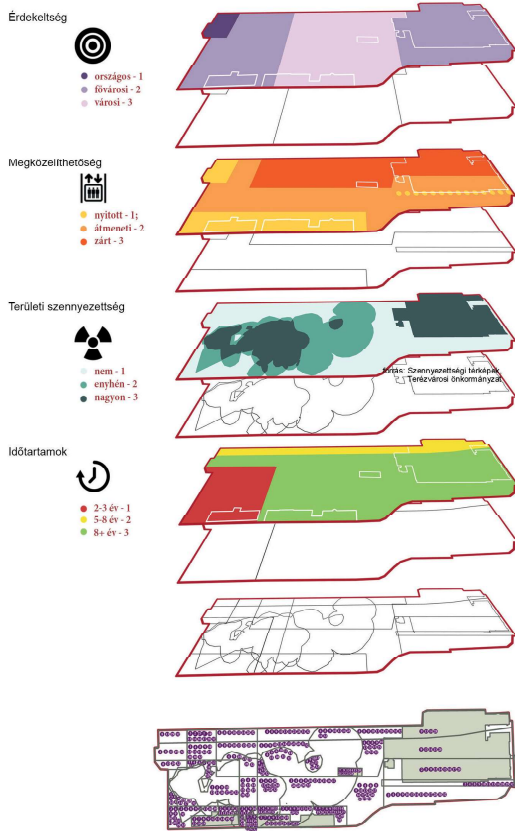 Érdekeltség
országos - 1
fővárosi - 2
városi - 3
Megközelíthetőség
nyitott - 1;
átmeneti - 2
zárt - 3
Területi szennyezettség
nem - 1
enyhén - 2
nagyon - 3
forrás: Szennyezettségi térképek,
Terézvárosi önkormányzat
Időtartamok
2-3 év - 1
5-8 év - 2
8+ év - 3